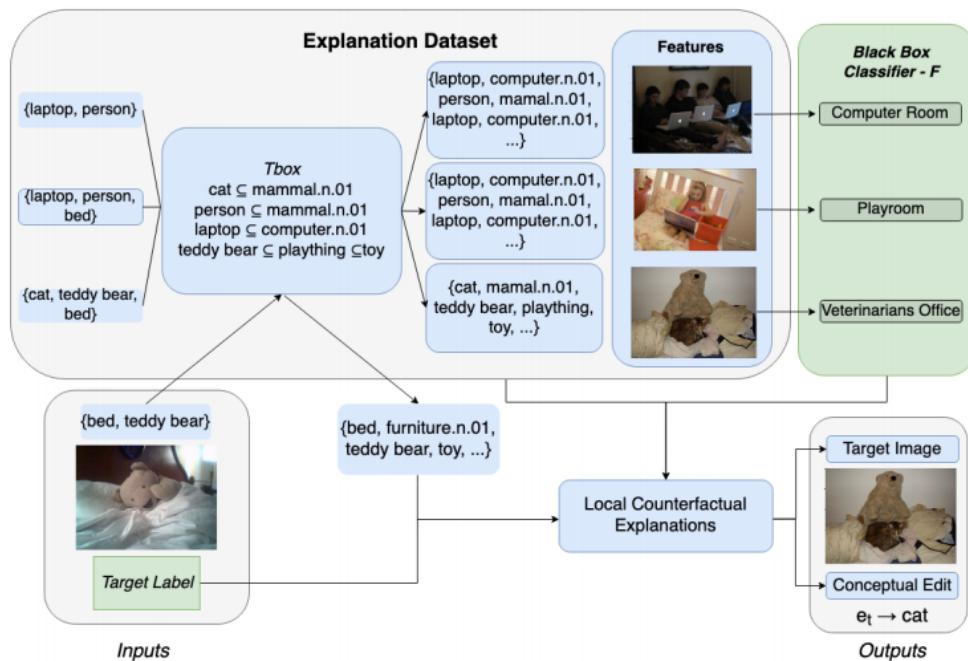 Explanation Dataset
Features
Black Box
Classifier - F
{laptop, person}
{laptop, person,
bed}
{cat, teddy bear,
bed}
Tbox
cat ⊆ mammal.n.01
person ⊆ mammal.n.01
laptop ⊆ computer.n.01
teddy bear ⊆ plaything ⊆toy
{laptop, computer.n.01,
person, mamal.n.01,
laptop, computer.n.01,
...}
{laptop, computer.n.01,
person, mamal.n.01,
laptop, computer.n.01,
...}
{cat, mamal.n.01,
teddy bear, plaything,
toy, ...}
Computer Room
Playroom
Veterinarians Office
{bed, teddy bear}
Target Label
Inputs
{bed, furniture.n.01,
teddy bear, toy, ...}
Local Counterfactual
Explanations
Target Image
Conceptual Edit
eₜ → cat
Outputs